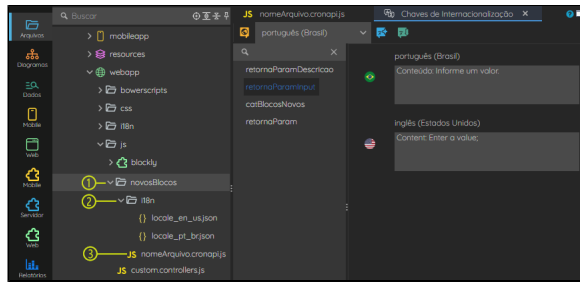 Arquivos
Diagramas
Dados
Mobile
Web
Mobile
Servidor
Web
Relatórios
Buscar
mobileapp
resources
webapp
bowerscripts
css
i18n
js
blockly
1 novosBlocos
2 i18n
{} locale_en_us.json
{} locale_pt_br.json
3 JS nomeArquivo.cronapi.js
JS custom.controllers.js
JS nomeArquivo.cronapi.js
Chaves de Internacionalização X
português (Brasil)
retornaParamDescricao
retornaParamInput
catBlocosNovos
retornaParam
português (Brasil)
Conteúdo: Informe um valor
Inglês (Estados Unidos)
Content: Enter a value;